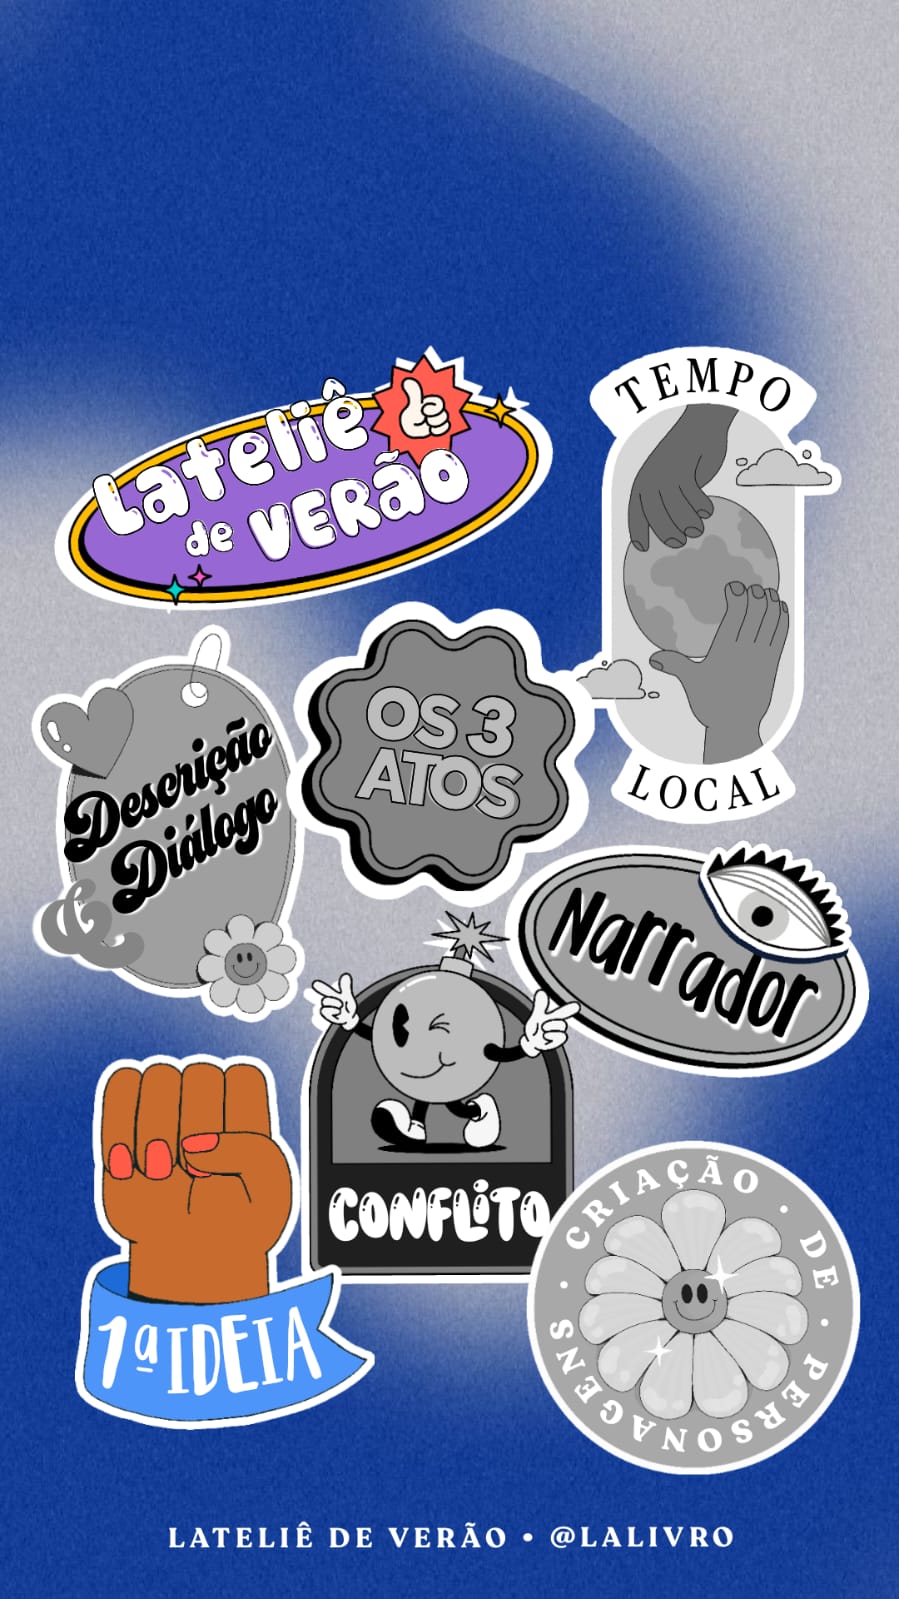 Lateliê
de VERÃO
TEMPO
LOCAL
OS 3
ATOS
Descrição
&
Diálogo
Narrador
CONFLITO
1ª IDEIA
CRIAÇÃO · DE · PERSONAGENS ·
LATELIÊ DE VERÃO • @LALIVRO